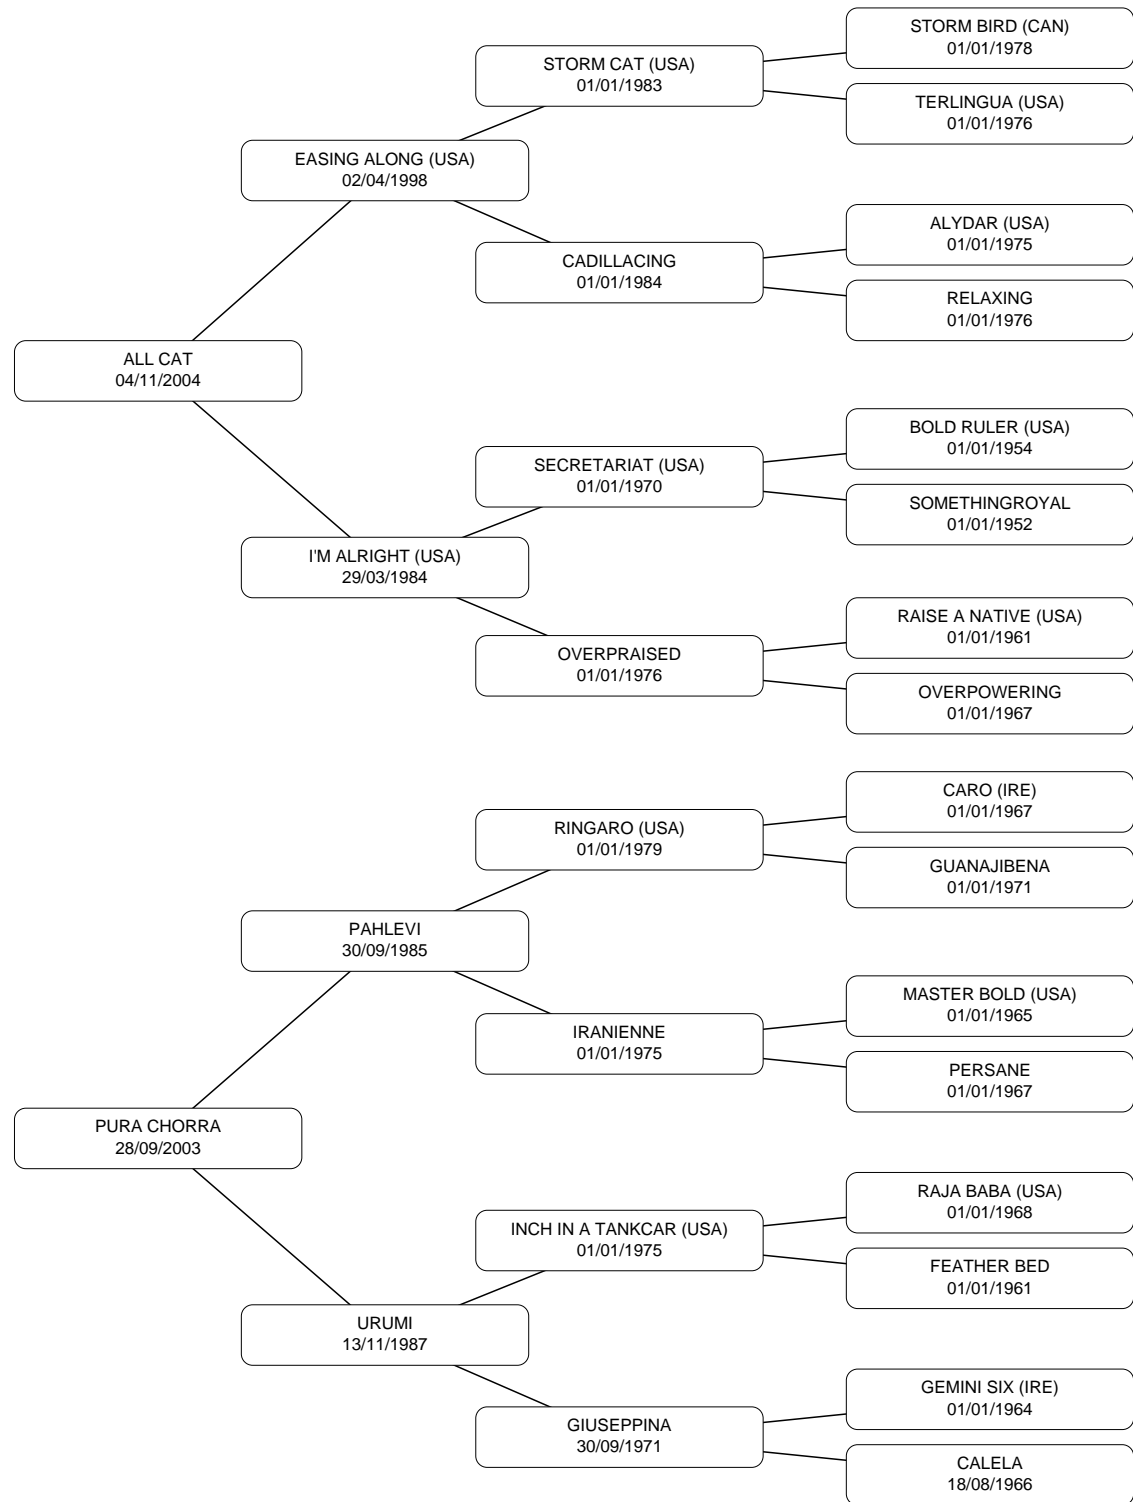 STORM BIRD (CAN)
01/01/1978
STORM CAT (USA)
01/01/1983
TERLINGUA (USA)
01/01/1976
EASING ALONG (USA)
02/04/1998
ALYDAR (USA)
01/01/1975
CADILLACING
01/01/1984
RELAXING
01/01/1976
ALL CAT
04/11/2004
BOLD RULER (USA)
01/01/1954
SECRETARIAT (USA)
01/01/1970
SOMETHINGROYAL
01/01/1952
I'M ALRIGHT (USA)
29/03/1984
RAISE A NATIVE (USA)
01/01/1961
OVERPRAISED
01/01/1976
OVERPOWERING
01/01/1967
CARO (IRE)
01/01/1967
RINGARO (USA)
01/01/1979
GUANAJIBENA
01/01/1971
PAHLEVI
30/09/1985
MASTER BOLD (USA)
01/01/1965
IRANIENNE
01/01/1975
PERSANE
01/01/1967
PURA CHORRA
28/09/2003
RAJA BABA (USA)
01/01/1968
INCH IN A TANKCAR (USA)
01/01/1975
FEATHER BED
01/01/1961
URUMI
13/11/1987
GEMINI SIX (IRE)
01/01/1964
GIUSEPPINA
30/09/1971
CALELA
18/08/1966